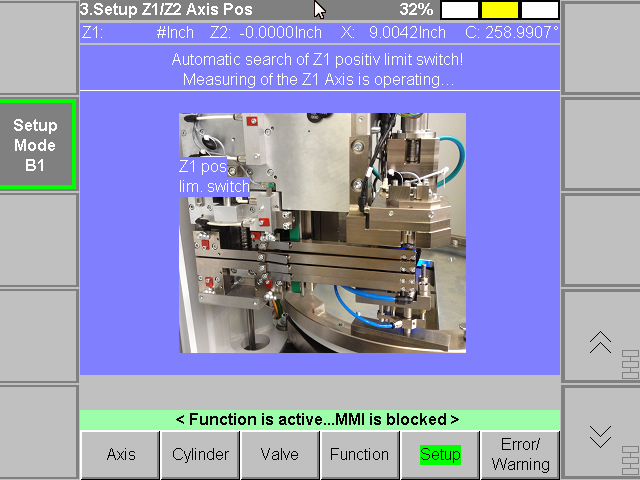 3.Setup Z1/Z2 Axis Pos 32%
Z1: #Inch Z2: -0.0000Inch X: 9.0042Inch C: 258.9907°
Automatic search of Z1 positiv limit switch!
Measuring of the Z1 Axis is operating...
Setup
Mode
B1
Z1 pos
lim. switch
< Function is active...MMI is blocked >
Axis Cylinder Valve Function Setup Error/
Warning